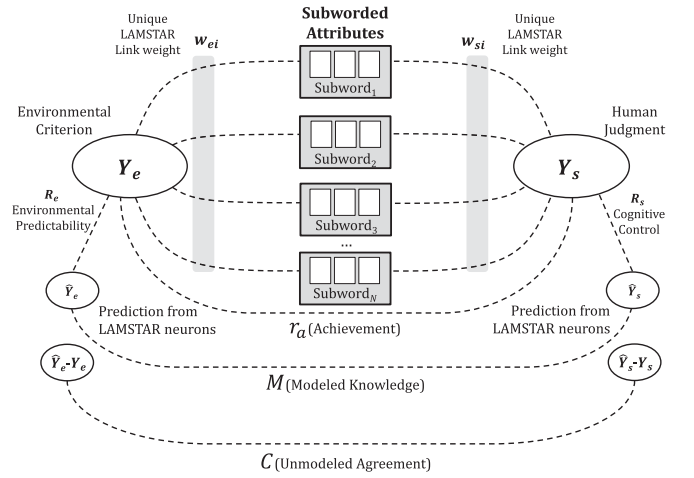 Subworded
Attributes
Unique
LAMSTAR
Link weight
w_ei
w_si
Unique
LAMSTAR
Link weight
Subword_1
Environmental
Criterion
Human
Judgment
Y_e
Subword_2
Y_s
R_e
Environmental
Predictability
Subword_3
R_s
Cognitive
Control
...
Ŷ_e
Subword_N
Ŷ_s
Prediction from
LAMSTAR neurons
r_a (Achievement)
Prediction from
LAMSTAR neurons
Ŷ_e-Y_e
Ŷ_s-Y_s
M (Modeled Knowledge)
C (Unmodeled Agreement)